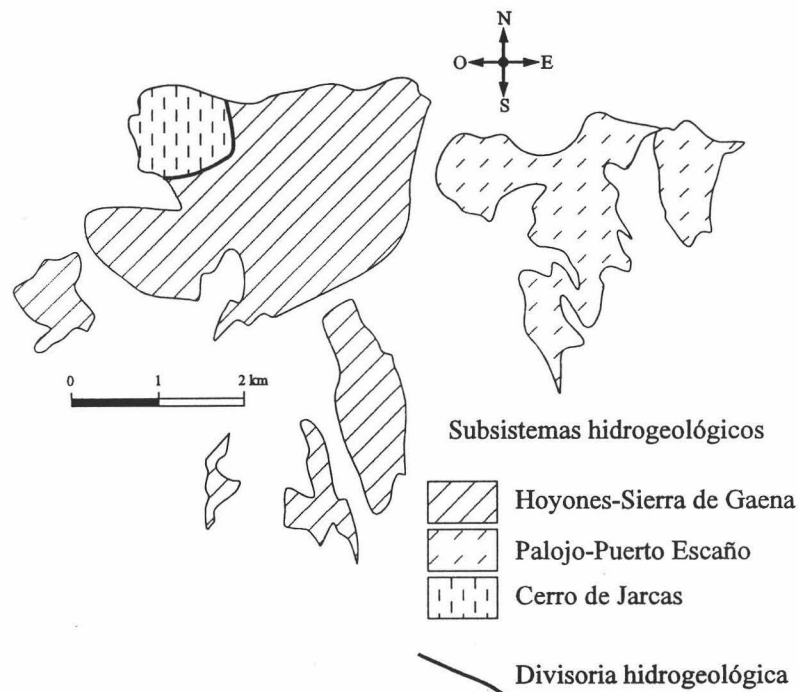 N
O E
S
0 1 2 km
Subsistemas hidrogeológicos
Hoyones-Sierra de Gaena
Palojo-Puerto Escaño
Cerro de Jarcas
Divisoria hidrogeológica